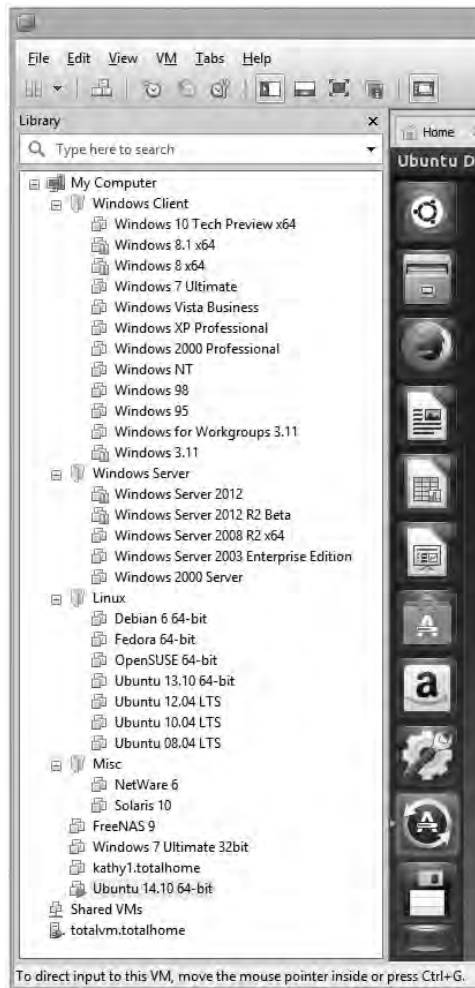 File Edit View VM Tabs Help
Library
Type here to search
Home
Ubuntu D
My Computer
Windows Client
Windows 10 Tech Preview x64
Windows 8.1 x64
Windows 8 x64
Windows 7 Ultimate
Windows Vista Business
Windows XP Professional
Windows 2000 Professional
Windows NT
Windows 98
Windows 95
Windows for Workgroups 3.11
Windows 3.11
Windows Server
Windows Server 2012
Windows Server 2012 R2 Beta
Windows Server 2008 R2 x64
Windows Server 2003 Enterprise Edition
Windows 2000 Server
Linux
Debian 6 64-bit
Fedora 64-bit
OpenSUSE 64-bit
Ubuntu 13.10 64-bit
Ubuntu 12.04 LTS
Ubuntu 10.04 LTS
Ubuntu 08.04 LTS
Misc
NetWare 6
Solaris 10
FreeNAS 9
Windows 7 Ultimate 32bit
kathy1.totalhome
Ubuntu 14.10 64-bit
Shared VMs
totalvm.totalhome
a
To direct input to this VM, move the mouse pointer inside or press Ctrl+G.